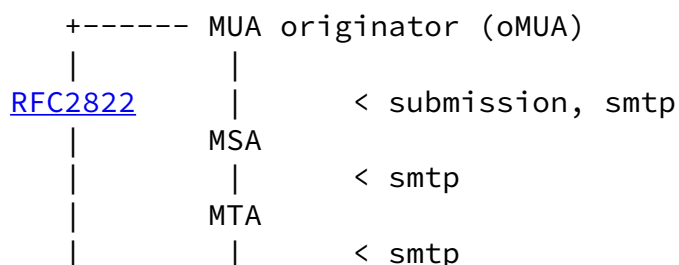 +------ MUA originator (oMUA)
|          |
RFC2822    |      < submission, smtp
|         MSA
|          |      < smtp
|         MTA
|          |      < smtp